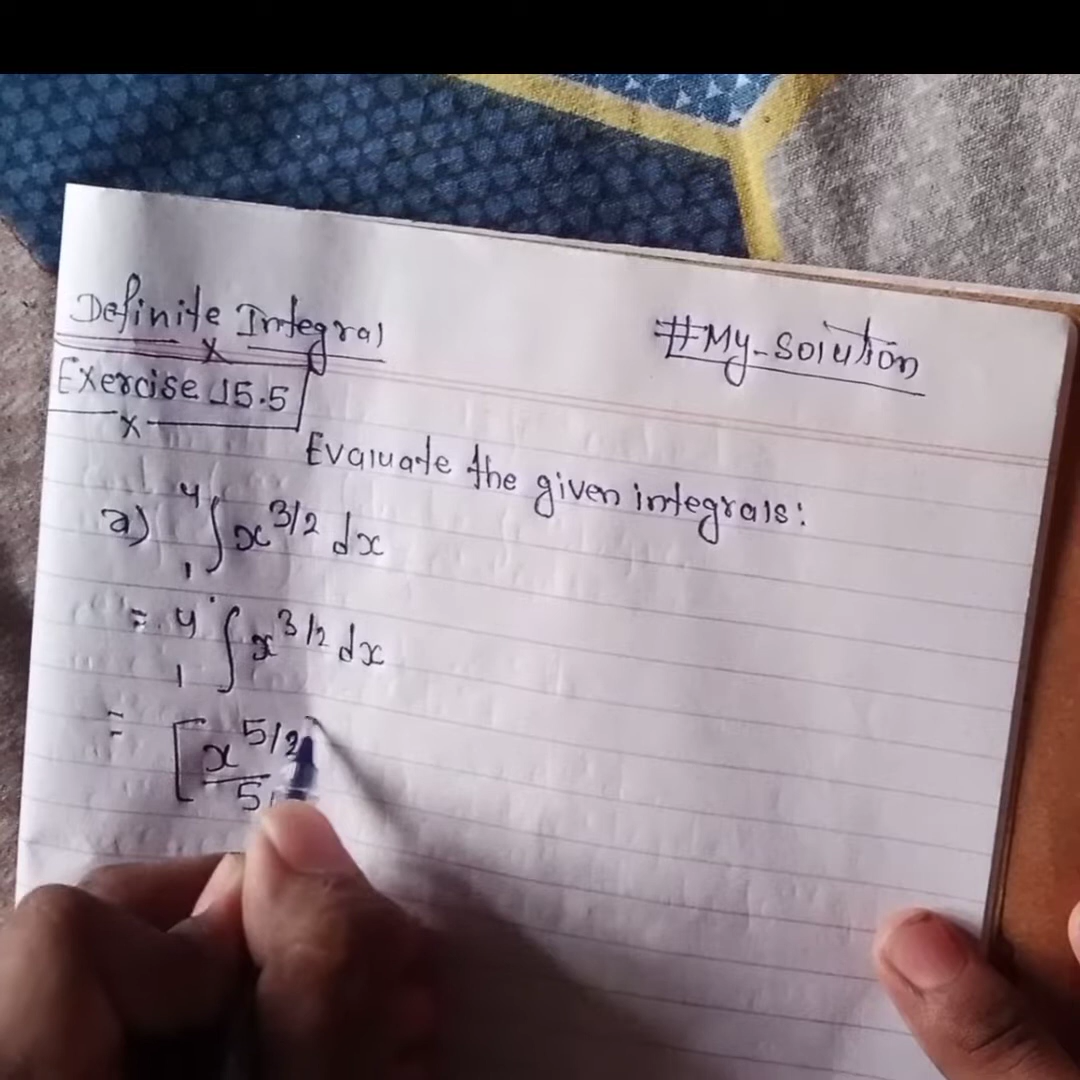 Definite Integral
#My-Solution
Exercise 15.5
Evaluate the given integrals:
a) ₁⁴∫x^3/2 dx
= ₁⁴∫x^3/2 dx
= [x^5/2
5